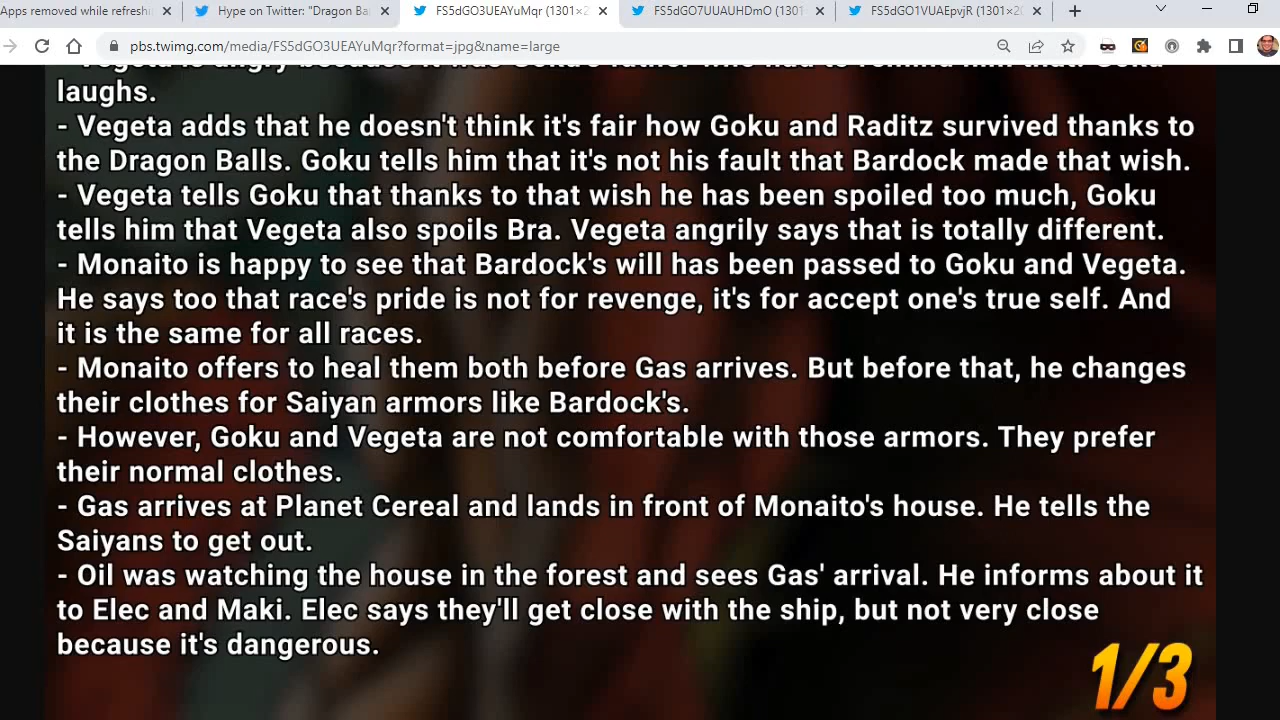 Apps removed while refreshi
Hype on Twitter: "Dragon Ba
FS5dGO3UEAYuMqr (1301×2
FS5dGO7UUAUHDmO (1301
FS5dSO1VUAEpvjR (1301×20
pbs.twimg.com/media/FS5dGO3UEAYuMqr?format=jpg&name=large
laughs.
- Vegeta adds that he doesn't think it's fair how Goku and Raditz survived thanks to
the Dragon Balls. Goku tells him that it's not his fault that Bardock made that wish.
- Vegeta tells Goku that thanks to that wish he has been spoiled too much, Goku
tells him that Vegeta also spoils Bra. Vegeta angrily says that is totally different.
- Monaito is happy to see that Bardock's will has been passed to Goku and Vegeta.
He says too that race's pride is not for revenge, it's for accept one's true self. And
it is the same for all races.
- Monaito offers to heal them both before Gas arrives. But before that, he changes
their clothes for Saiyan armors like Bardock's.
- However, Goku and Vegeta are not comfortable with those armors. They prefer
their normal clothes.
- Gas arrives at Planet Cereal and lands in front of Monaito's house. He tells the
Saiyans to get out.
- Oil was watching the house in the forest and sees Gas' arrival. He informs about it
to Elec and Maki. Elec says they'll get close with the ship, but not very close
because it's dangerous.
1/3